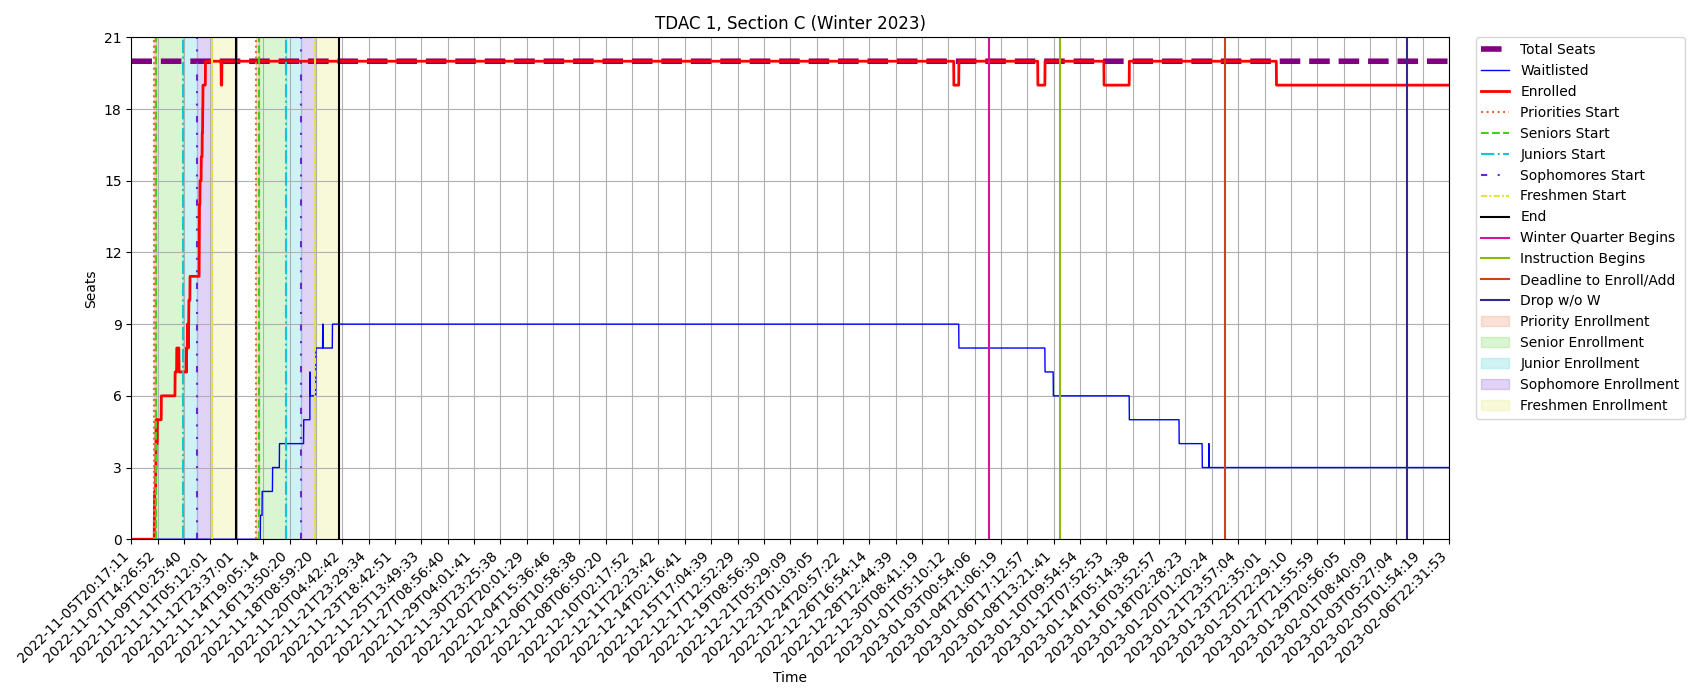 TDAC 1, Section C (Winter 2023)
21
18
15
12
9
6
3
0
Seats
2022-11-05T20:17:11
2022-11-07T14:26:52
2022-11-09T10:25:40
2022-11-11T05:12:01
2022-11-12T23:37:01
2022-11-14T19:05:14
2022-11-16T13:50:20
2022-11-18T08:59:20
2022-11-20T04:42:42
2022-11-21T23:29:34
2022-11-23T18:42:51
2022-11-25T13:49:33
2022-11-27T08:56:40
2022-11-29T04:01:41
2022-11-30T23:25:38
2022-12-02T20:01:29
2022-12-04T15:36:46
2022-12-06T10:58:38
2022-12-08T06:50:20
2022-12-10T02:17:52
2022-12-11T22:23:42
2022-12-14T02:16:41
2022-12-15T17:04:39
2022-12-17T12:52:29
2022-12-19T08:56:30
2022-12-21T05:29:09
2022-12-23T01:03:05
2022-12-24T20:57:22
2022-12-26T16:54:14
2022-12-28T12:44:39
2022-12-30T08:41:19
2023-01-01T05:10:12
2023-01-03T00:54:06
2023-01-04T21:06:19
2023-01-06T17:12:57
2023-01-08T13:21:41
2023-01-10T09:54:54
2023-01-12T07:52:53
2023-01-14T05:14:38
2023-01-16T03:52:57
2023-01-18T02:28:23
2023-01-20T01:20:24
2023-01-21T23:57:04
2023-01-23T22:35:01
2023-01-25T22:29:10
2023-01-27T21:55:59
2023-01-29T20:56:05
2023-02-01T08:40:09
2023-02-03T05:27:04
2023-02-05T01:54:19
2023-02-06T22:31:53
Time
Total Seats
Waitlisted
Enrolled
Priorities Start
Seniors Start
Juniors Start
Sophomores Start
Freshmen Start
End
Winter Quarter Begins
Instruction Begins
Deadline to Enroll/Add
Drop w/o W
Priority Enrollment
Senior Enrollment
Junior Enrollment
Sophomore Enrollment
Freshmen Enrollment